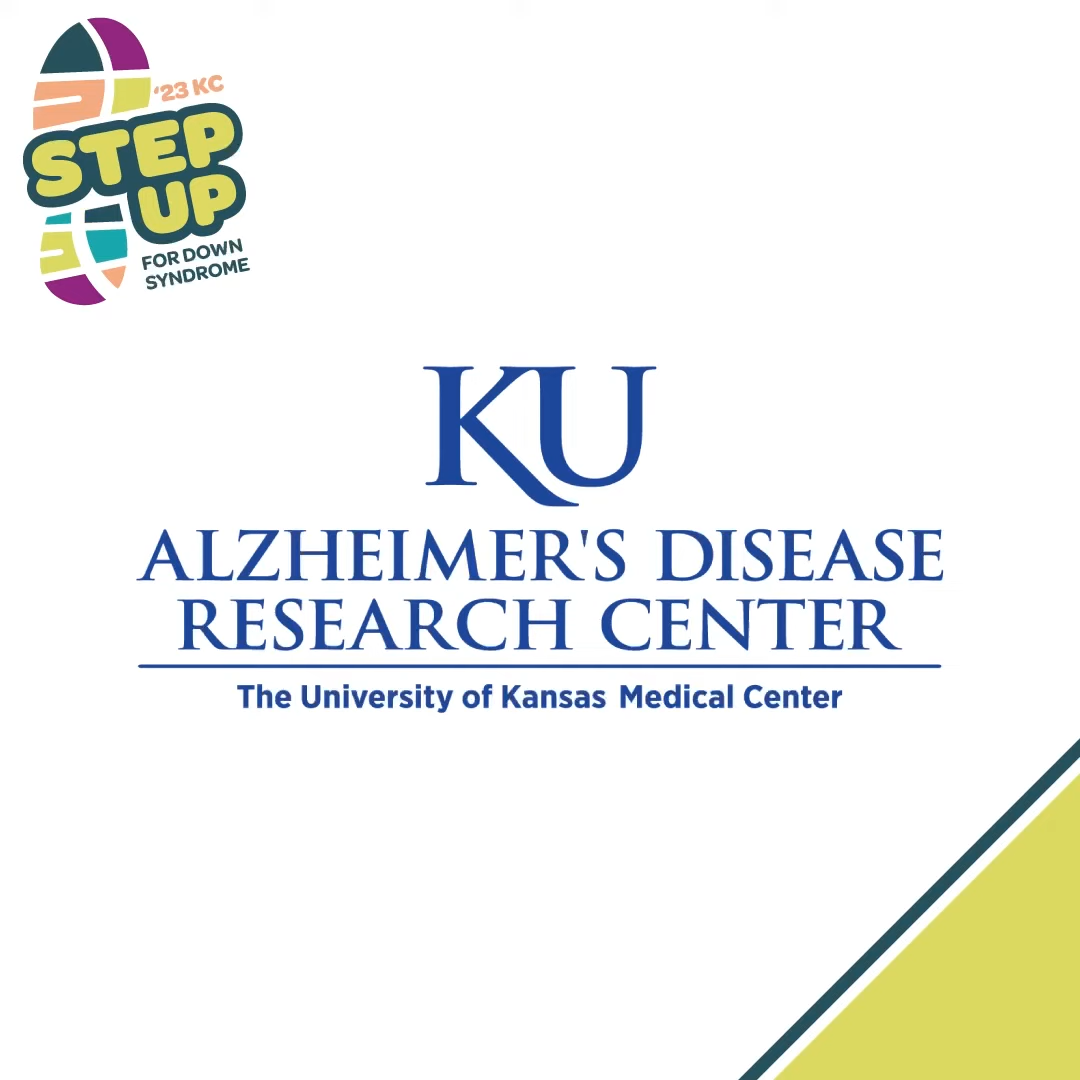 '23 KC
STEP
UP
FOR DOWN
SYNDROME
KU
ALZHEIMER'S DISEASE
RESEARCH CENTER
The University of Kansas Medical Center